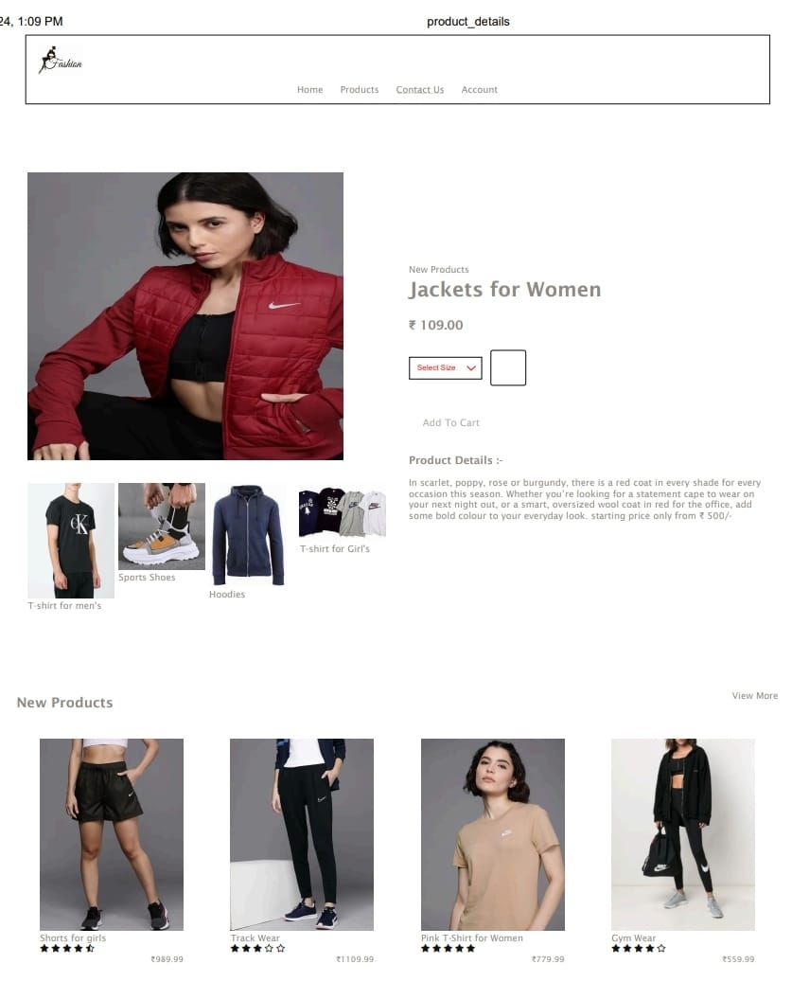 24, 1:09 PM
product_details
Fashion
Home Products Contact Us Account
New Products
Jackets for Women
₹ 109.00
Select Size
Add To Cart
Product Details :-
In scarlet, poppy, rose or burgundy, there is a red coat in every shade for every
occasion this season. Whether you're looking for a statement cape to wear on
your next night out, or a smart, oversized wool coat in red for the office, add
some bold colour to your everyday look. starting price only from ₹ 500/-
cK
T-shirt for men's
Sports Shoes
Hoodies
T-shirt for Girl's
New Products
View More
Shorts for girls
₹989.99
Track Wear
₹1109.99
Pink T-Shirt for Women
₹779.99
Gym Wear
₹559.99